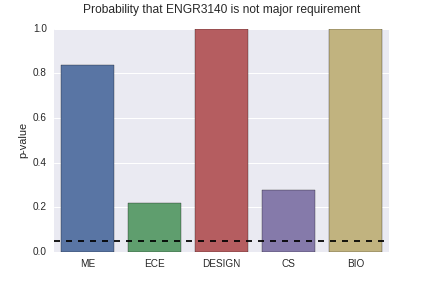 Probability that ENGR3140 is not major requirement
1.0
0.8
0.6
0.4
0.2
0.0
p-value
ME ECE DESIGN CS BIO